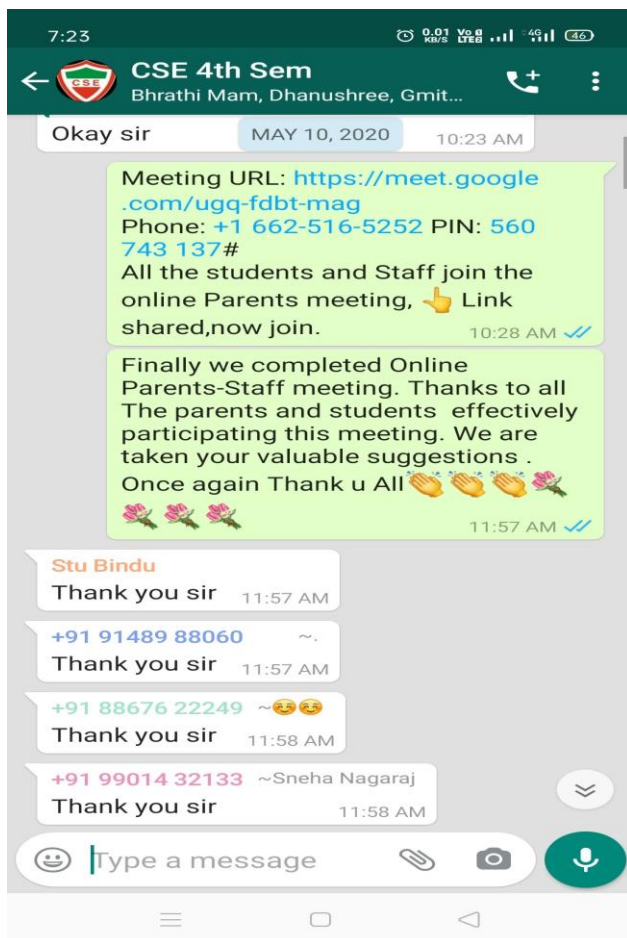 7:23
0.01 KB/S Vo LTE 4G 46
CSE
CSE 4th Sem
Bhrathi Mam, Dhanushree, Gmit...
Okay sir
MAY 10, 2020
10:23 AM
Meeting URL: https://meet.google
.com/ugq-fdbt-mag
Phone: +1 662-516-5252 PIN: 560
743 137#
All the students and Staff join the
online Parents meeting, 👆 Link
shared,now join.
10:28 AM
Finally we completed Online
Parents-Staff meeting. Thanks to all
The parents and students effectively
participating this meeting. We are
taken your valuable suggestions .
Once again Thank u All👏👏👏💐
💐💐💐
11:57 AM
Stu Bindu
Thank you sir 11:57 AM
+91 91489 88060 ~.
Thank you sir 11:57 AM
+91 88676 22249 ~☺️☺️
Thank you sir 11:58 AM
+91 99014 32133 ~Sneha Nagaraj
Thank you sir 11:58 AM
Type a message